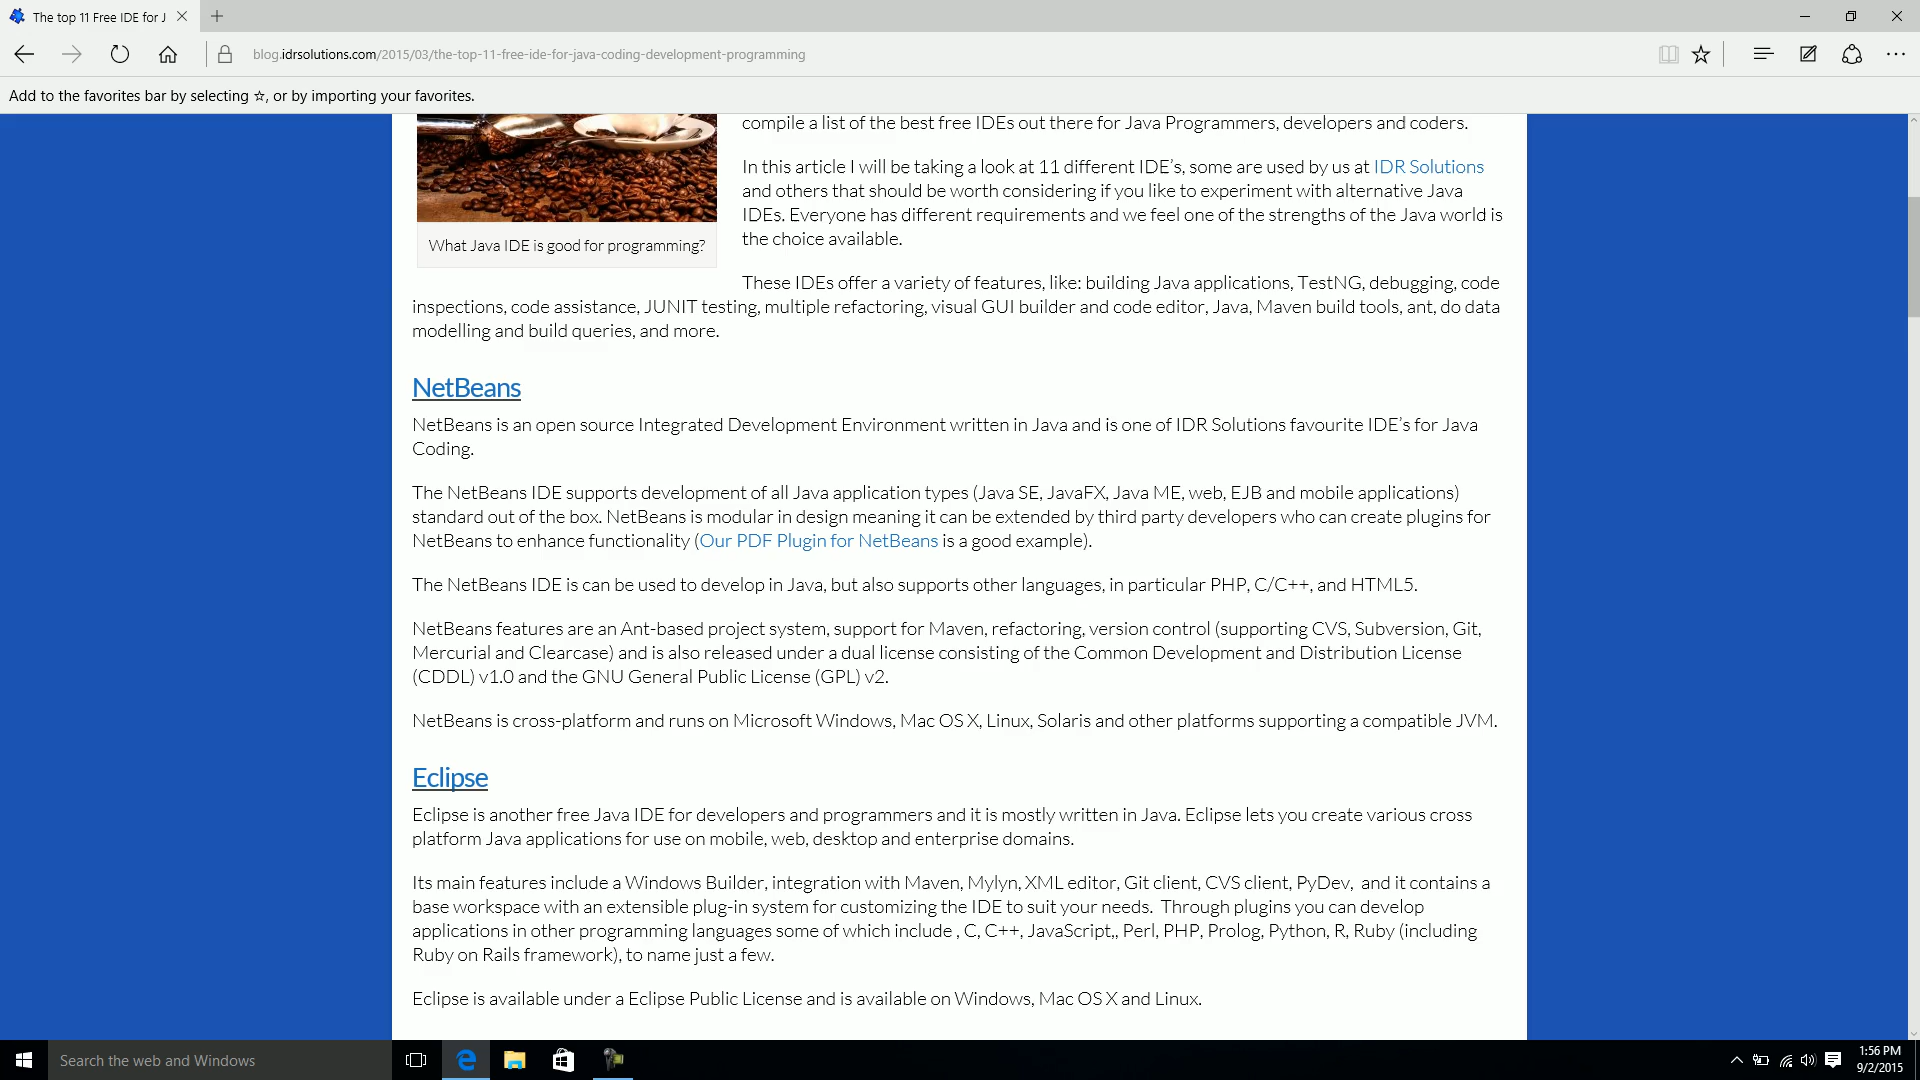 The top 11 Free IDE for J
blog.idrsolutions.com/2015/03/the-top-11-free-ide-for-java-coding-development-programming
Add to the favorites bar by selecting ☆, or by importing your favorites.
compile a list of the best free IDEs out there for Java Programmers, developers and coders.
In this article I will be taking a look at 11 different IDE’s, some are used by us at IDR Solutions
and others that should be worth considering if you like to experiment with alternative Java
IDEs. Everyone has different requirements and we feel one of the strengths of the Java world is
the choice available.
What Java IDE is good for programming?
These IDEs offer a variety of features, like: building Java applications, TestNG, debugging, code
inspections, code assistance, JUNIT testing, multiple refactoring, visual GUI builder and code editor, Java, Maven build tools, ant, do data
modelling and build queries, and more.
NetBeans
NetBeans is an open source Integrated Development Environment written in Java and is one of IDR Solutions favourite IDE’s for Java
Coding.
The NetBeans IDE supports development of all Java application types (Java SE, JavaFX, Java ME, web, EJB and mobile applications)
standard out of the box. NetBeans is modular in design meaning it can be extended by third party developers who can create plugins for
NetBeans to enhance functionality (Our PDF Plugin for NetBeans is a good example).
The NetBeans IDE is can be used to develop in Java, but also supports other languages, in particular PHP, C/C++, and HTML5.
NetBeans features are an Ant-based project system, support for Maven, refactoring, version control (supporting CVS, Subversion, Git,
Mercurial and Clearcase) and is also released under a dual license consisting of the Common Development and Distribution License
(CDDL) v1.0 and the GNU General Public License (GPL) v2.
NetBeans is cross-platform and runs on Microsoft Windows, Mac OS X, Linux, Solaris and other platforms supporting a compatible JVM.
Eclipse
Eclipse is another free Java IDE for developers and programmers and it is mostly written in Java. Eclipse lets you create various cross
platform Java applications for use on mobile, web, desktop and enterprise domains.
Its main features include a Windows Builder, integration with Maven, Mylyn, XML editor, Git client, CVS client, PyDev,  and it contains a
base workspace with an extensible plug-in system for customizing the IDE to suit your needs.  Through plugins you can develop
applications in other programming languages some of which include , C, C++, JavaScript,, Perl, PHP, Prolog, Python, R, Ruby (including
Ruby on Rails framework), to name just a few.
Eclipse is available under a Eclipse Public License and is available on Windows, Mac OS X and Linux.
Search the web and Windows
1:56 PM
9/2/2015